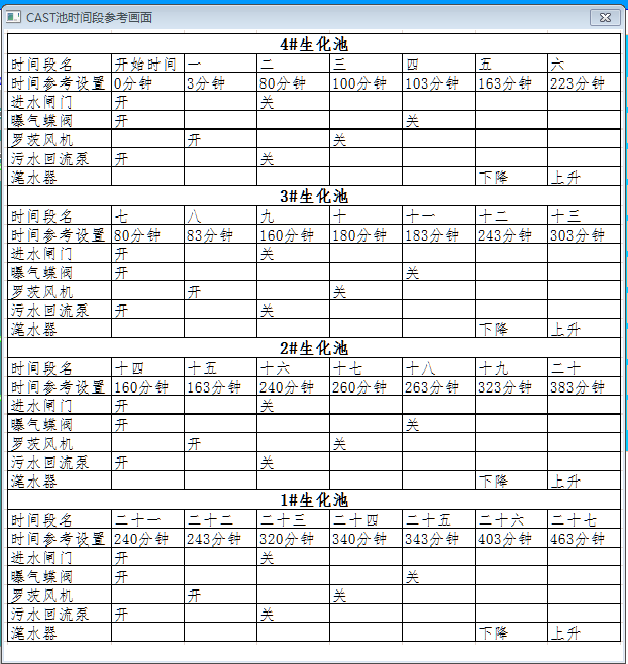 CAST池时间段参考画面
4#生化池
时间段名 开始时间 一 二 三 四 五 六
时间参考设置 0分钟 3分钟 80分钟 100分钟 103分钟 163分钟 223分钟
进水闸门 开 关
曝气蝶阀 开 关
罗茨风机 开 关
污水回流泵 开 关
滗水器 下降 上升
3#生化池
时间段名 七 八 九 十 十一 十二 十三
时间参考设置 80分钟 83分钟 160分钟 180分钟 183分钟 243分钟 303分钟
进水闸门 开 关
曝气蝶阀 开 关
罗茨风机 开 关
污水回流泵 开 关
滗水器 下降 上升
2#生化池
时间段名 十四 十五 十六 十七 十八 十九 二十
时间参考设置 160分钟 163分钟 240分钟 260分钟 263分钟 323分钟 383分钟
进水闸门 开 关
曝气蝶阀 开 关
罗茨风机 开 关
污水回流泵 开 关
滗水器 下降 上升
1#生化池
时间段名 二十一 二十二 二十三 二十四 二十五 二十六 二十七
时间参考设置 240分钟 243分钟 320分钟 340分钟 343分钟 403分钟 463分钟
进水闸门 开 关
曝气蝶阀 开 关
罗茨风机 开 关
污水回流泵 开 关
滗水器 下降 上升